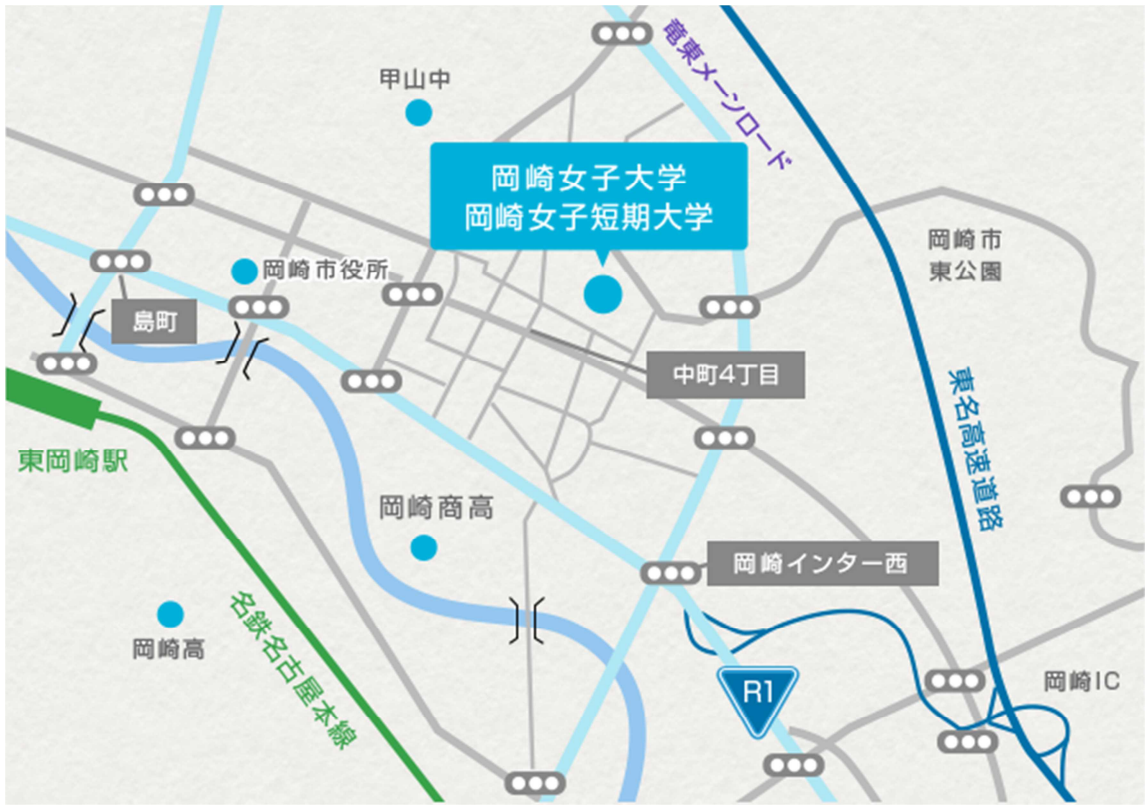 竜東メーンロード
甲山中
岡崎女子大学
岡崎女子短期大学
岡崎市
東公園
岡崎市役所
島町
中町4丁目
東名高速道路
東岡崎駅
岡崎商高
岡崎インター西
名鉄名古屋本線
岡崎高
R1
岡崎IC